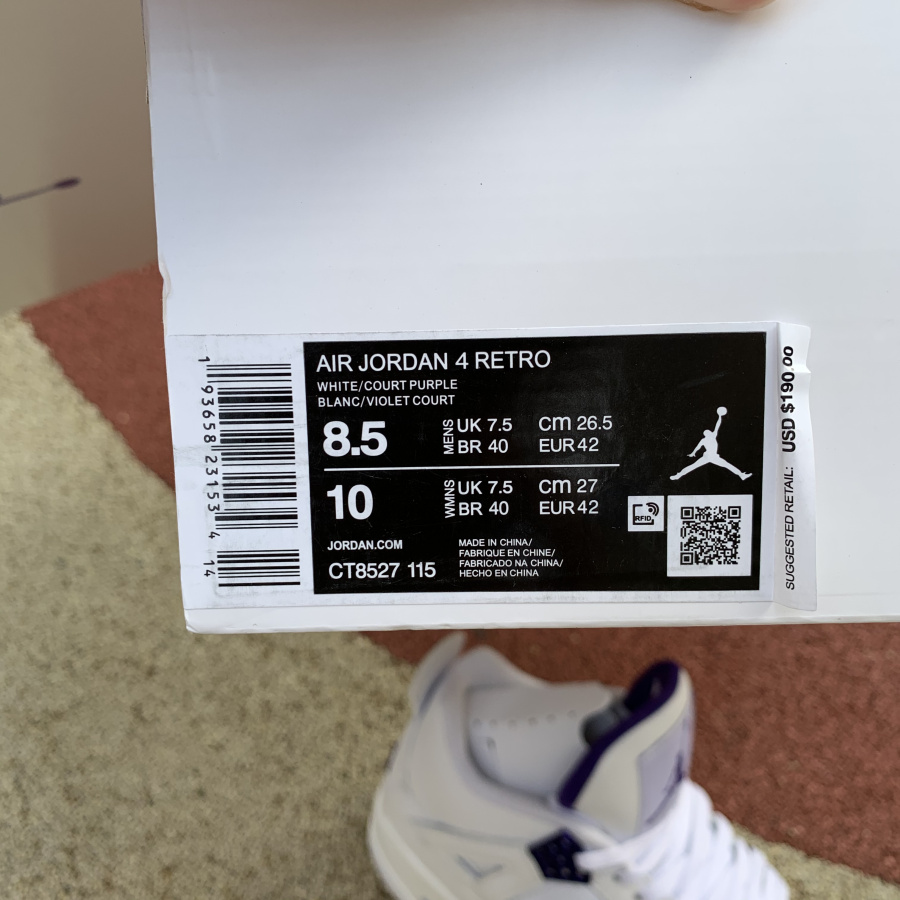 1 93658 23153 4 14
AIR JORDAN 4 RETRO
WHITE/COURT PURPLE
BLANC/VIOLET COURT
8.5 MENS UK 7.5 cm 26.5
BR 40 EUR 42
10 WMNS UK 7.5 cm 27
BR 40 EUR 42
RFID
JORDAN.COM
CT8527 115
MADE IN CHINA/
FABRIQUE EN CHINE/
FABRICADO NA CHINA/
HECHO EN CHINA
SUGGESTED RETAIL: USD $190.00